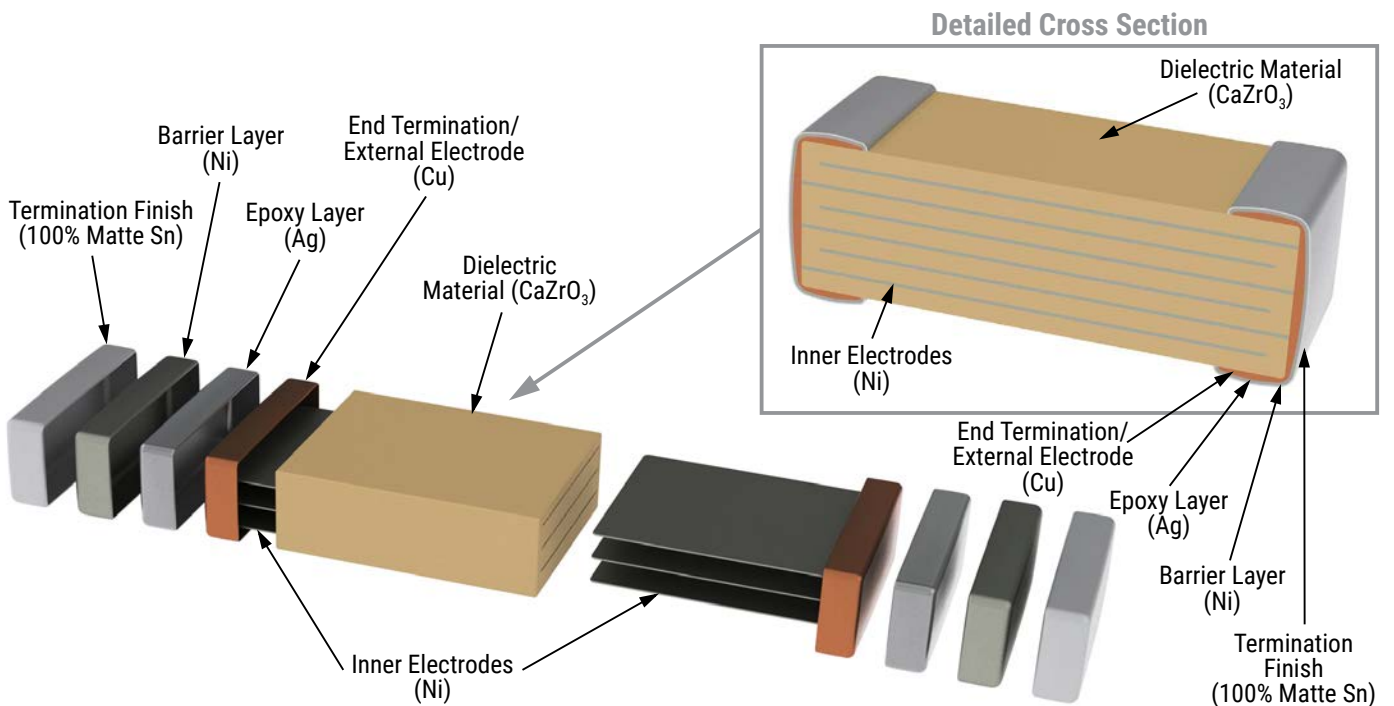 Detailed Cross Section
Dielectric Material
(CaZrO₃)
Inner Electrodes
(Ni)
End Termination/
External Electrode
(Cu)
Epoxy Layer
(Ag)
Barrier Layer
(Ni)
Termination
Finish
(100% Matte Sn)
Termination Finish
(100% Matte Sn)
Barrier Layer
(Ni)
Epoxy Layer
(Ag)
End Termination/
External Electrode
(Cu)
Dielectric
Material (CaZrO₃)
Inner Electrodes
(Ni)